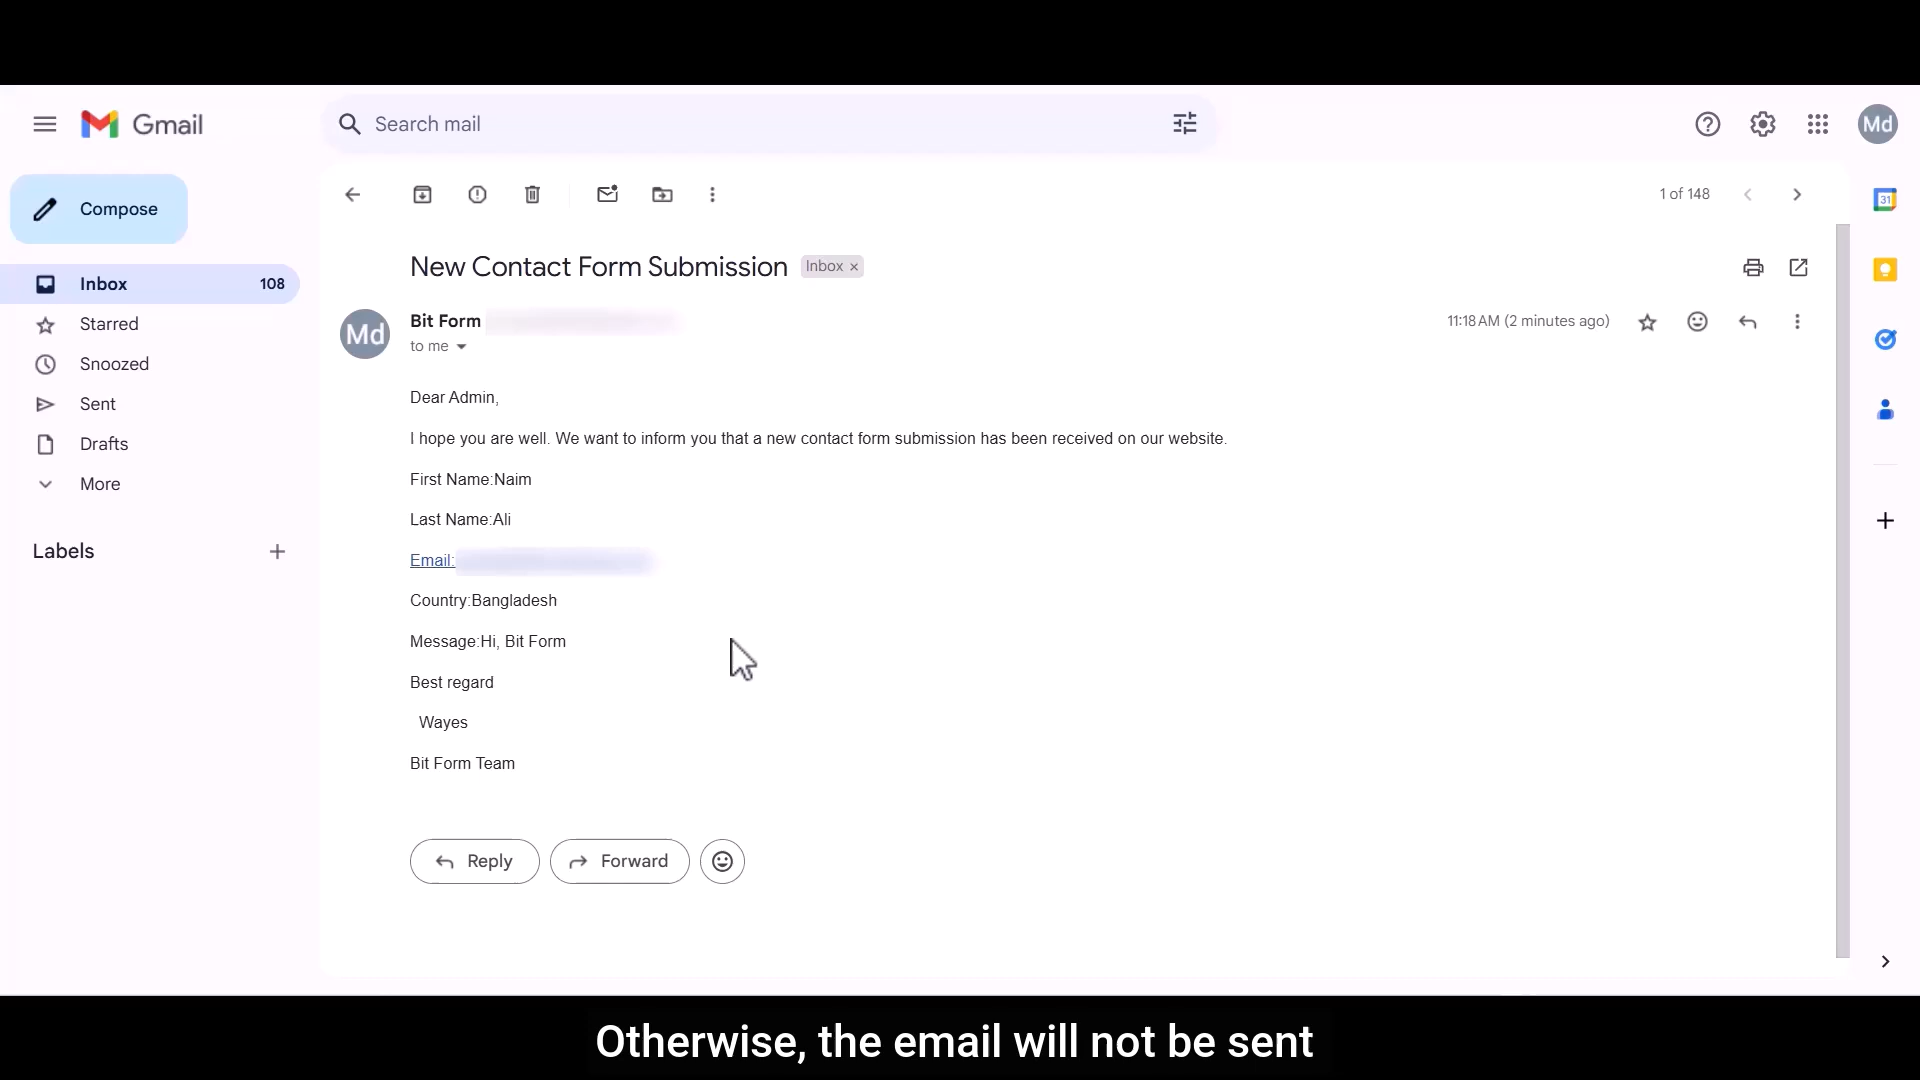 Gmail
Search mail
Md
Compose
1 of 148
31
Inbox 108
Starred
Snoozed
Sent
Drafts
More
Labels
New Contact Form Submission Inbox ×
Md
Bit Form
11:18 AM (2 minutes ago)
to me
Dear Admin,
I hope you are well. We want to inform you that a new contact form submission has been received on our website.
First Name:Naim
Last Name:Ali
Email:
Country:Bangladesh
Message:Hi, Bit Form
Best regard
Wayes
Bit Form Team
Reply
Forward
Otherwise, the email will not be sent